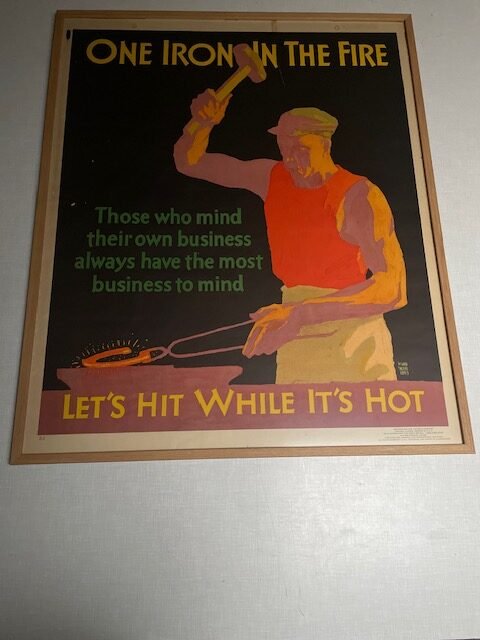 ONE IRON IN THE FIRE
Those who mind
their own business
always have the most
business to mind
LET'S HIT WHILE IT'S HOT